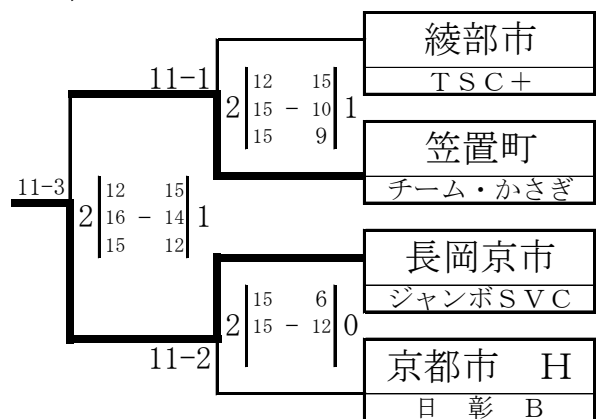 綾部市
ＴＳＣ＋
11-1
2 12 15 1
15 - 10
15 9
笠置町
チーム・かさぎ
11-3
2 12 15 1
16 - 14
15 12
長岡京市
ジャンボＳＶＣ
2 15 6 0
15 - 12
11-2
京都市　Ｈ
日　彰　Ｂ